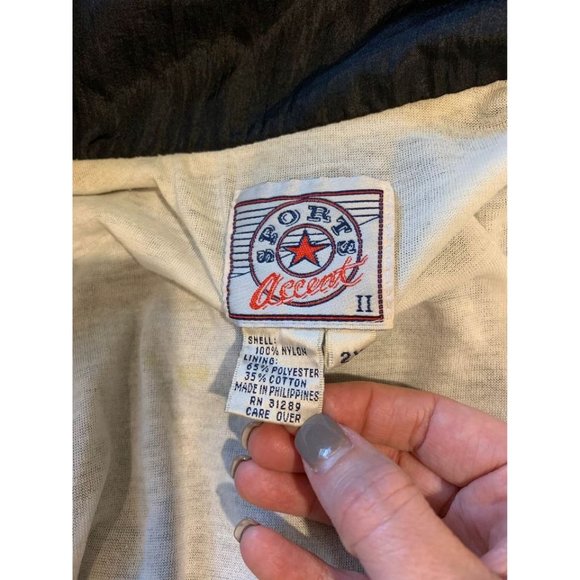 SPORTS
accent
II
SHELL:
100% NYLON
LINING:
65% POLYESTER
35% COTTON
MADE IN PHILIPPINES
RN 31289
CARE OVER